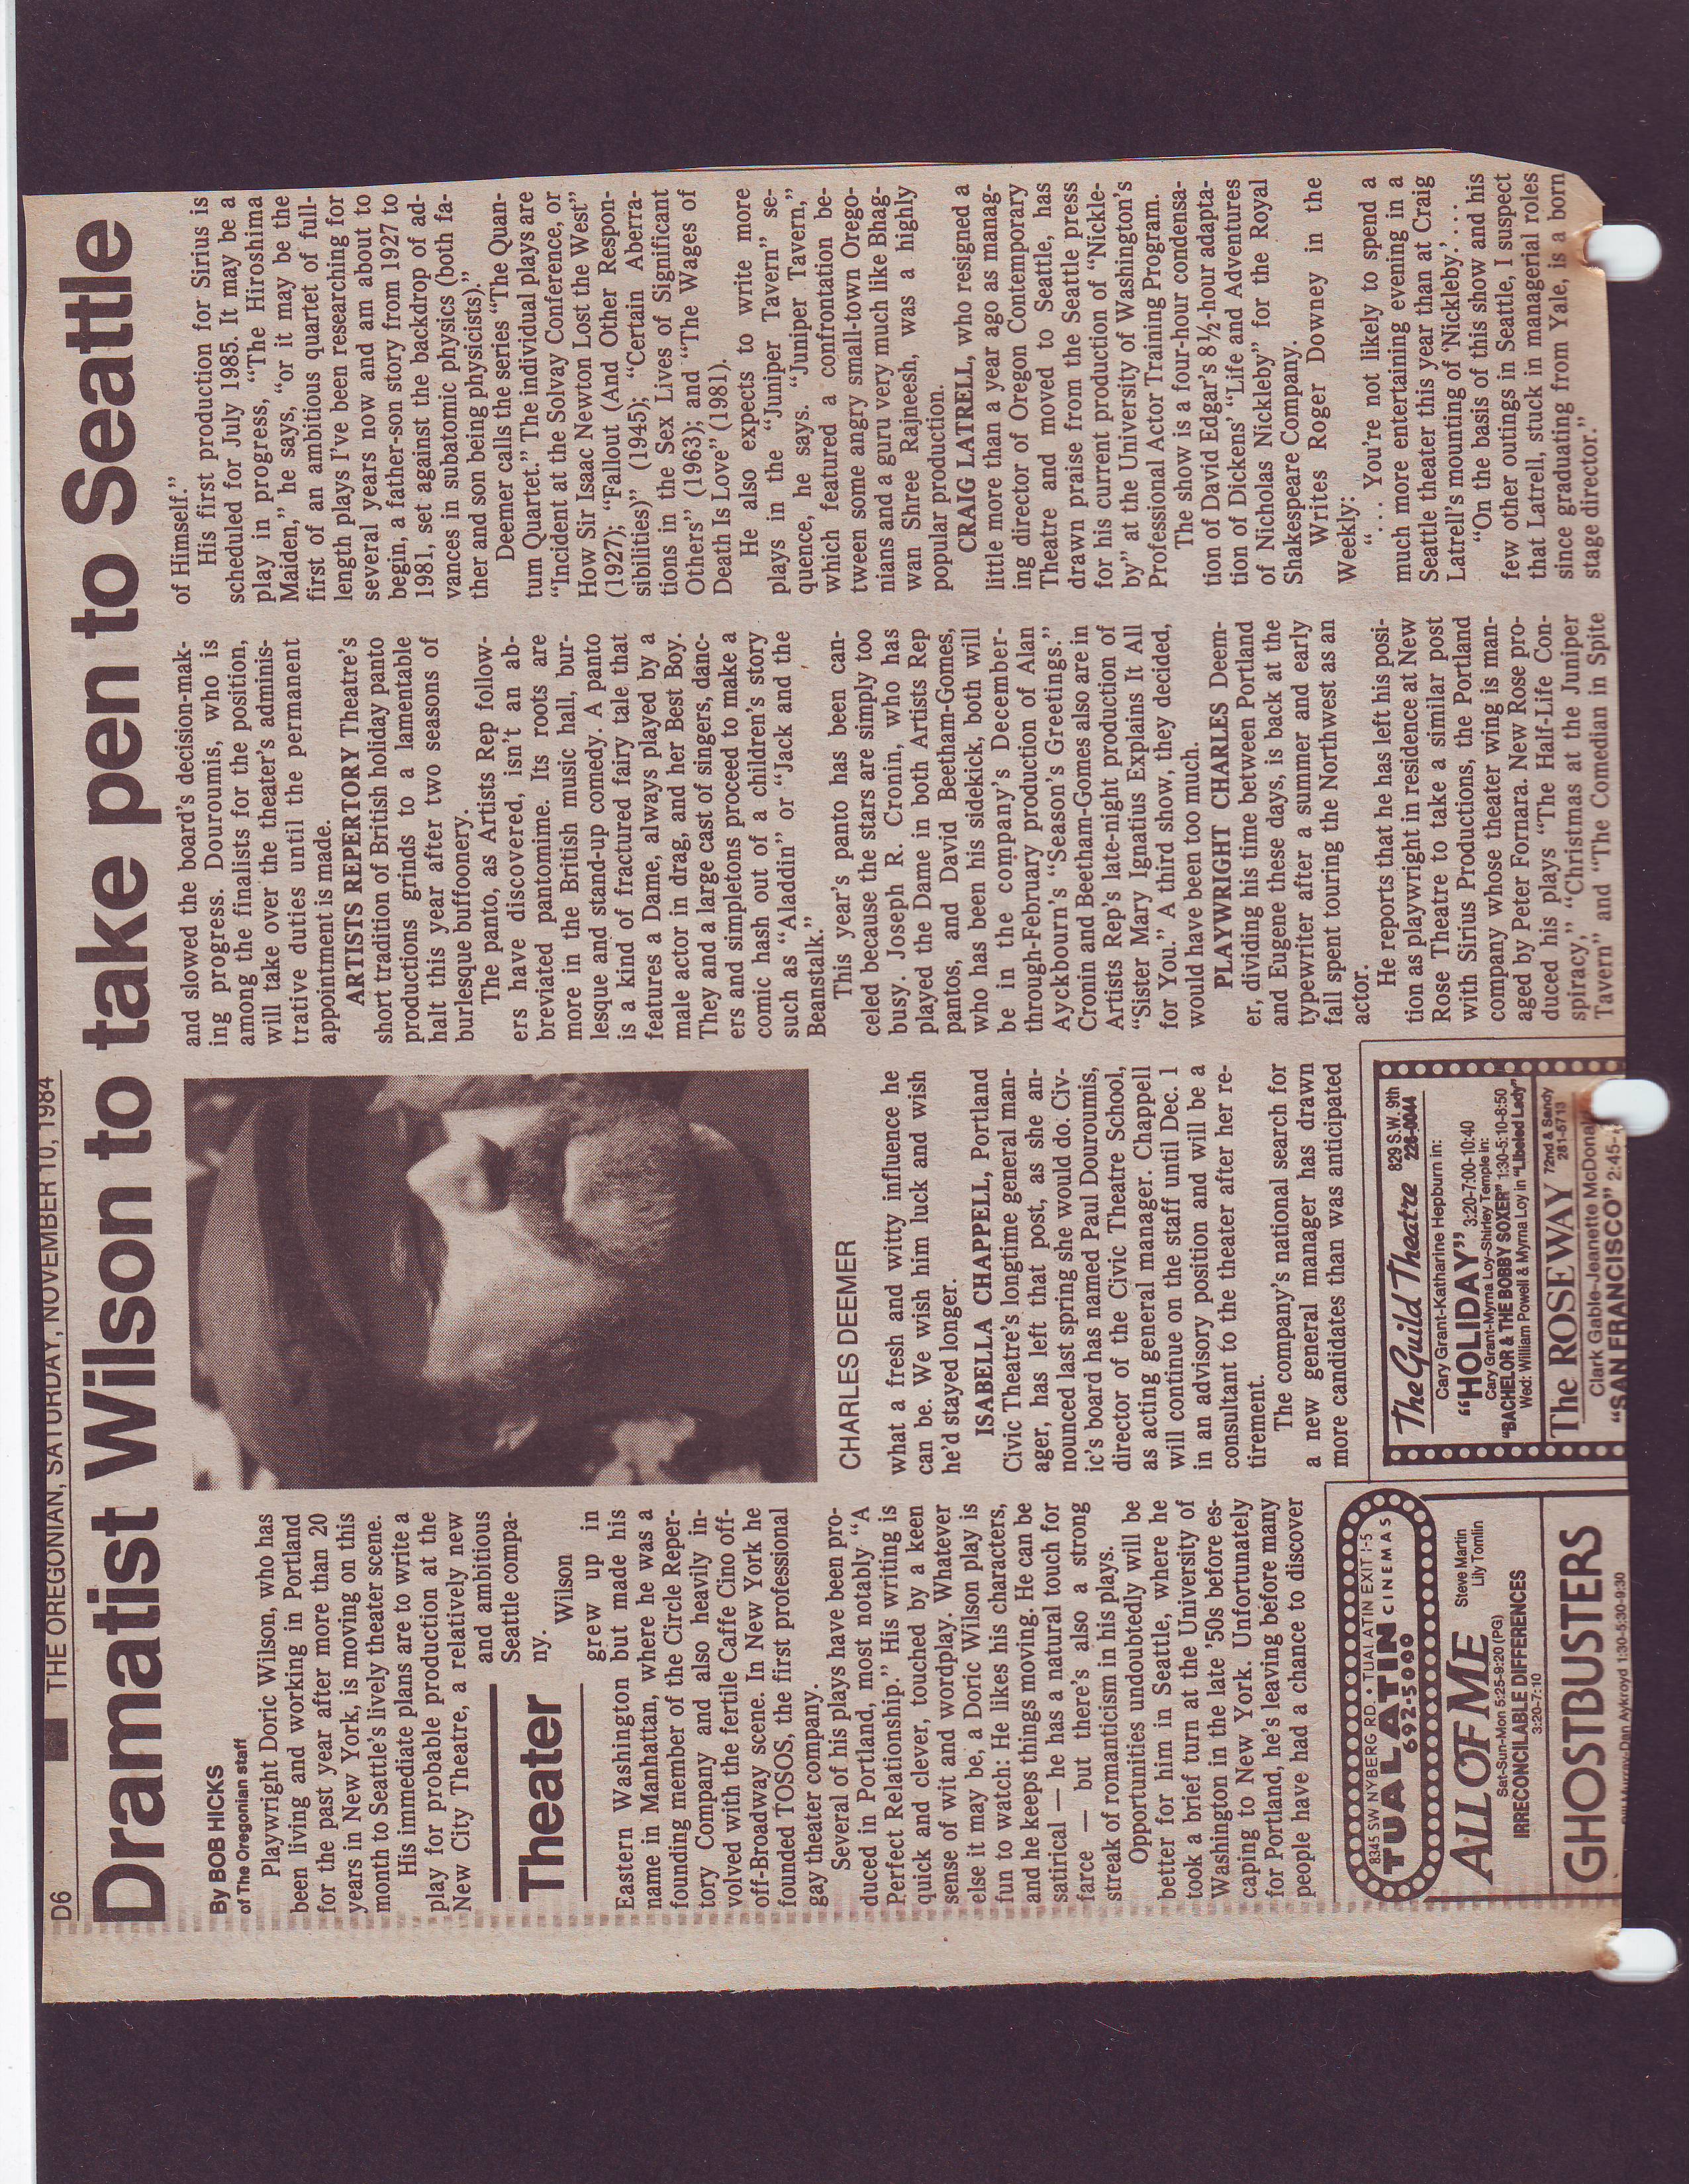 D6
THE OREGONIAN, SATURDAY, NOVEMBER 10, 1984
Dramatist Wilson to take pen to Seattle
By BOB HICKS
of The Oregonian staff
Playwright Doric Wilson, who has
been living and working in Portland
for the past year after more than 20
years in New York, is moving on this
month to Seattle's lively theater scene.
His immediate plans are to write a
play for probable production at the
New City Theatre, a relatively new
and ambitious
Seattle compa-
ny.
Theater
Wilson
grew up in
Eastern Washington but made his
name in Manhattan, where he was a
founding member of the Circle Reper-
tory Company and also heavily in-
volved with the fertile Caffe Cino off-
off-Broadway scene. In New York he
founded TOSOS, the first professional
gay theater company.
Several of his plays have been pro-
duced in Portland, most notably "A
Perfect Relationship." His writing is
quick and clever, touched by a keen
sense of wit and wordplay. Whatever
else it may be, a Doric Wilson play is
fun to watch: He likes his characters,
and he keeps things moving. He can be
satirical — he has a natural touch for
farce — but there's also a strong
streak of romanticism in his plays.
Opportunities undoubtedly will be
better for him in Seattle, where he
took a brief turn at the University of
Washington in the late '50s before es-
caping to New York. Unfortunately
for Portland, he's leaving before many
people have had a chance to discover
CHARLES DEEMER
what a fresh and witty influence he
can be. We wish him luck and wish
he'd stayed longer.
ISABELLA CHAPPELL, Portland
Civic Theatre's longtime general man-
ager, has left that post, as she an-
nounced last spring she would do. Civ-
ic's board has named Paul Douroumis,
director of the Civic Theatre School,
as acting general manager. Chappell
will continue on the staff until Dec. 1
in an advisory position and will be a
consultant to the theater after her re-
tirement.
The company's national search for
a new general manager has drawn
more candidates than was anticipated
and slowed the board's decision-mak-
ing progress. Douroumis, who is
among the finalists for the position,
will take over the theater's adminis-
trative duties until the permanent
appointment is made.
ARTISTS REPERTORY Theatre's
short tradition of British holiday panto
productions grinds to a lamentable
halt this year after two seasons of
burlesque buffoonery.
The panto, as Artists Rep follow-
ers have discovered, isn't an ab-
breviated pantomime. Its roots are
more in the British music hall, bur-
lesque and stand-up comedy. A panto
is a kind of fractured fairy tale that
features a Dame, always played by a
male actor in drag, and her Best Boy.
They and a large cast of singers, danc-
ers and simpletons proceed to make a
comic hash out of a children's story
such as "Aladdin" or "Jack and the
Beanstalk."
This year's panto has been can-
celed because the stars are simply too
busy. Joseph R. Cronin, who has
played the Dame in both Artists Rep
pantos, and David Beetham-Gomes,
who has been his sidekick, both will
be in the company's December-
through-February production of Alan
Ayckbourn's "Season's Greetings."
Cronin and Beetham-Gomes also are in
Artists Rep's late-night production of
"Sister Mary Ignatius Explains It All
for You." A third show, they decided,
would have been too much.
PLAYWRIGHT CHARLES Deem-
er, dividing his time between Portland
and Eugene these days, is back at the
typewriter after a summer and early
fall spent touring the Northwest as an
actor.
He reports that he has left his posi-
tion as playwright in residence at New
Rose Theatre to take a similar post
with Sirius Productions, the Portland
company whose theater wing is man-
aged by Peter Fornara. New Rose pro-
duced his plays "The Half-Life Con-
spiracy," "Christmas at the Juniper
Tavern" and "The Comedian in Spite
of Himself."
His first production for Sirius is
scheduled for July 1985. It may be a
play in progress, "The Hiroshima
Maiden," he says, "or it may be the
first of an ambitious quartet of full-
length plays I've been researching for
several years now and am about to
begin, a father-son story from 1927 to
1981, set against the backdrop of ad-
vances in subatomic physics (both fa-
ther and son being physicists)."
Deemer calls the series "The Quan-
tum Quartet." The individual plays are
"Incident at the Solvay Conference, or
How Sir Isaac Newton Lost the West"
(1927); "Fallout (And Other Respon-
sibilities)" (1945); "Certain Aberra-
tions in the Sex Lives of Significant
Others" (1963); and "The Wages of
Death Is Love" (1981).
He also expects to write more
plays in the "Juniper Tavern" se-
quence, he says. "Juniper Tavern,"
which featured a confrontation be-
tween some angry small-town Orego-
nians and a guru very much like Bhag-
wan Shree Rajneesh, was a highly
popular production.
CRAIG LATRELL, who resigned a
little more than a year ago as manag-
ing director of Oregon Contemporary
Theatre and moved to Seattle, has
drawn praise from the Seattle press
for his current production of "Nickle-
by" at the University of Washington's
Professional Actor Training Program.
The show is a four-hour condensa-
tion of David Edgar's 8½-hour adapta-
tion of Dickens' "Life and Adventures
of Nicholas Nickleby" for the Royal
Shakespeare Company.
Writes Roger Downey in the
Weekly:
". . . . You're not likely to spend a
much more entertaining evening in a
Seattle theater this year than at Craig
Latrell's mounting of 'Nickleby.' . . . .
"On the basis of this show and his
few other outings in Seattle, I suspect
that Latrell, stuck in managerial roles
since graduating from Yale, is a born
stage director."
8345 SW NYBERG RD. • TUALATIN EXIT I-5
TUALATIN
692-5090 CINEMAS
ALL OF ME
Steve Martin
Lily Tomlin
Sat-Sun-Mon 5:25-9:20 (PG)
IRRECONCILABLE DIFFERENCES
3:20-7:10
GHOSTBUSTERS
Bill Murray-Dan Aykroyd 1:30-5:30-9:30
The Guild Theatre
829 S.W. 9th
226-0044
Cary Grant-Katharine Hepburn in:
"HOLIDAY" 3:20-7:00-10:40
Cary Grant-Myrna Loy-Shirley Temple in:
"BACHELOR & THE BOBBY SOXER" 1:30-5:10-8:50
Wed: William Powell & Myrna Loy in "Libeled Lady"
The ROSEWAY
72nd & Sandy
281-5713
Clark Gable-Jeanette McDonald
"SAN FRANCISCO" 2:45-